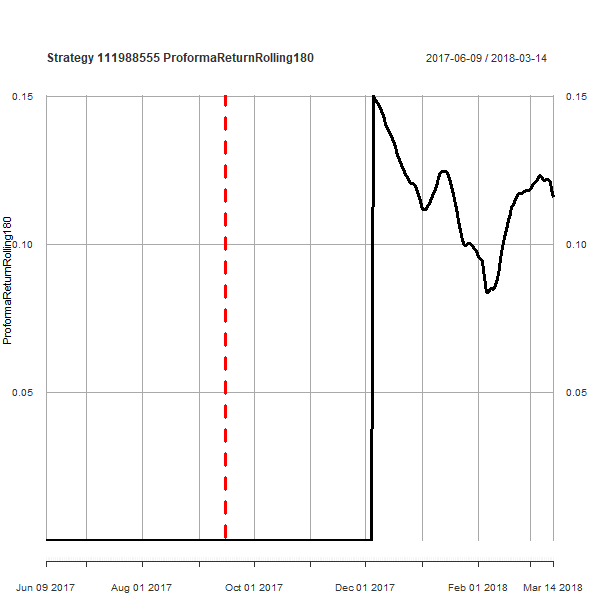 Strategy 111988555 ProformaReturnRolling180
2017-06-09 / 2018-03-14
0.15
0.15
0.10
0.10
0.05
0.05
ProformaReturnRolling180
Jun 09 2017
Aug 01 2017
Oct 01 2017
Dec 01 2017
Feb 01 2018
Mar 14 2018